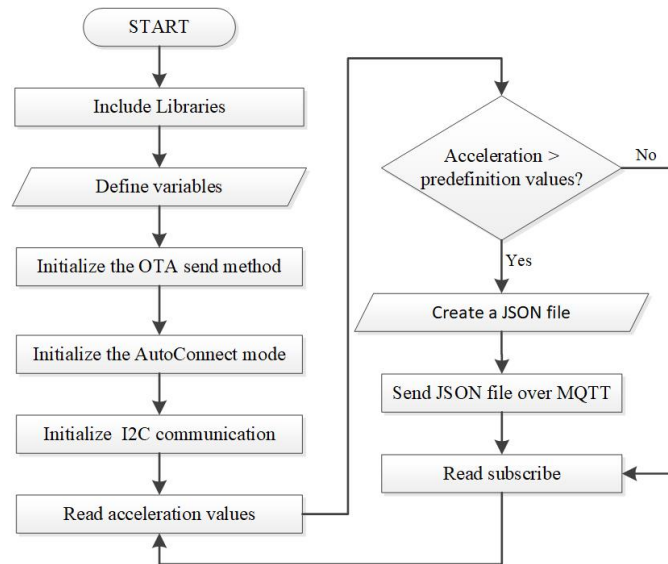 START
Include Libraries
Define variables
Initialize the OTA send method
Initialize the AutoConnect mode
Initialize I2C communication
Read acceleration values
Acceleration >
predefinition values?
No
Yes
Create a JSON file
Send JSON file over MQTT
Read subscribe